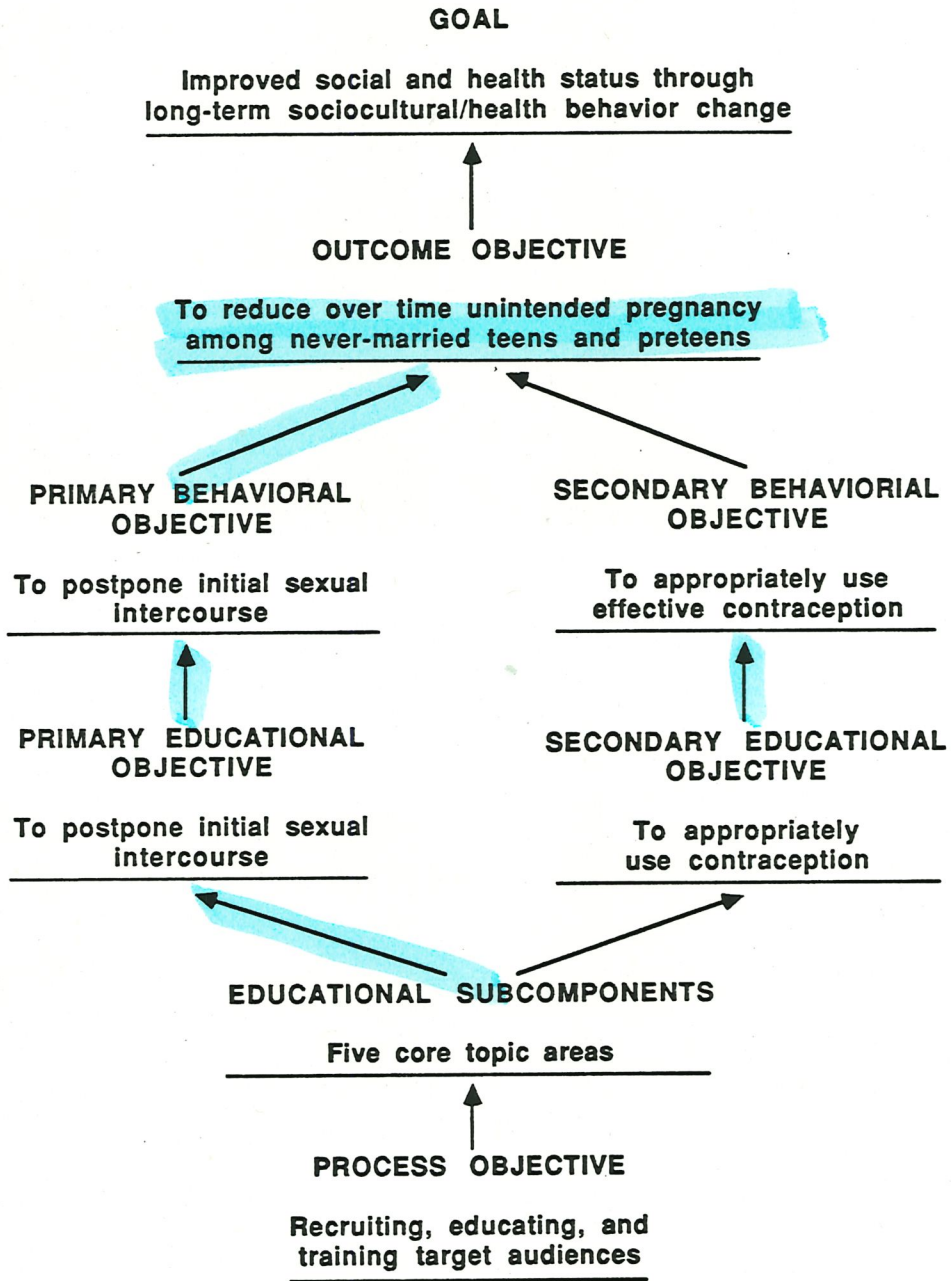 GOAL
Improved social and health status through
long-term sociocultural/health behavior change
OUTCOME OBJECTIVE
To reduce over time unintended pregnancy
among never-married teens and preteens
PRIMARY BEHAVIORAL
OBJECTIVE
To postpone initial sexual
intercourse
SECONDARY BEHAVIORIAL
OBJECTIVE
To appropriately use
effective contraception
PRIMARY EDUCATIONAL
OBJECTIVE
To postpone initial sexual
intercourse
SECONDARY EDUCATIONAL
OBJECTIVE
To appropriately
use contraception
EDUCATIONAL SUBCOMPONENTS
Five core topic areas
PROCESS OBJECTIVE
Recruiting, educating, and
training target audiences